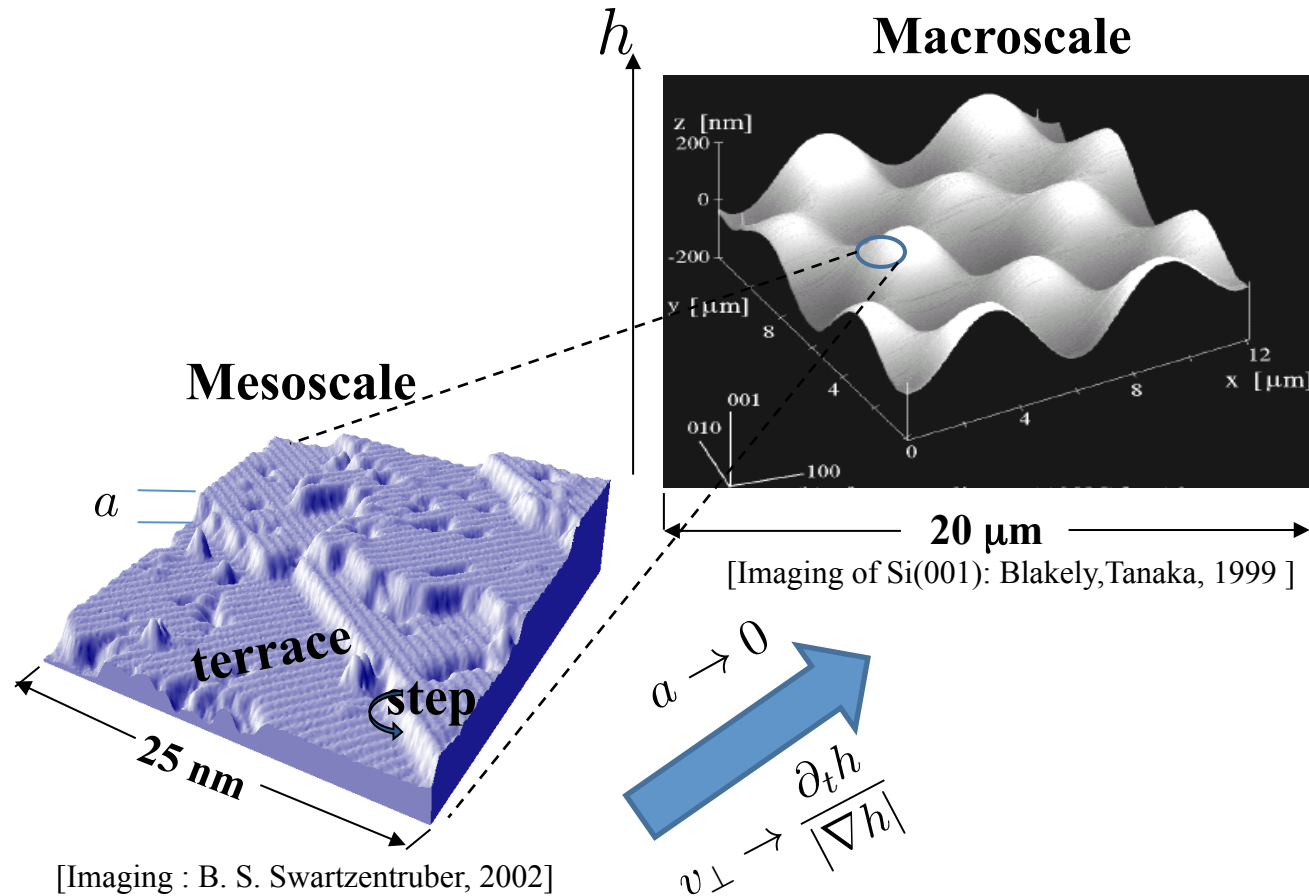 h
Macroscale
z [nm]
200
0
-200
y [μm]
8
4
0
4
8
12
x [μm]
001
010
100
20 μm
[Imaging of Si(001): Blakely,Tanaka, 1999 ]
Mesoscale
a
terrace
step
25 nm
[Imaging : B. S. Swartzentruber, 2002]
a → 0
v⊥ → ∂ₜh / |∇h|